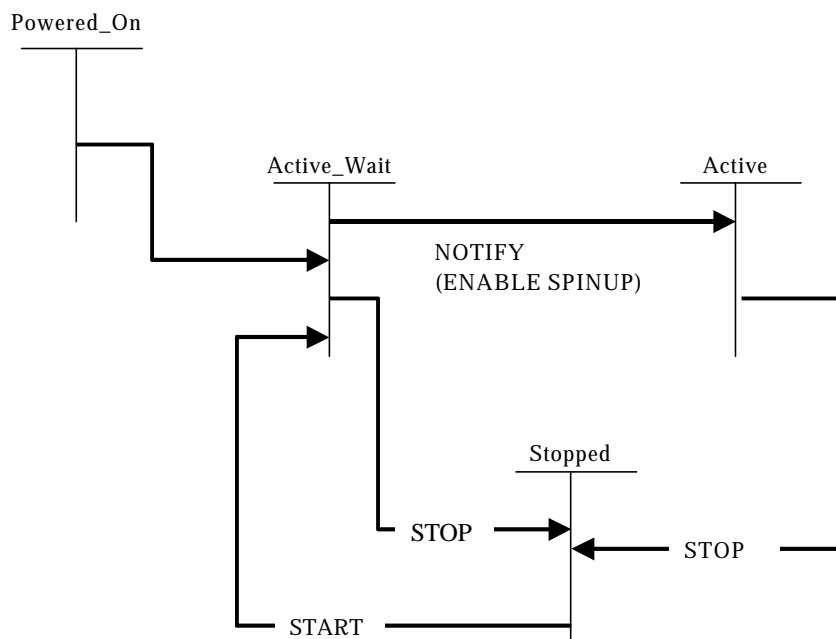 Powered_On
Active_Wait
Active
NOTIFY
(ENABLE SPINUP)
Stopped
STOP
STOP
START